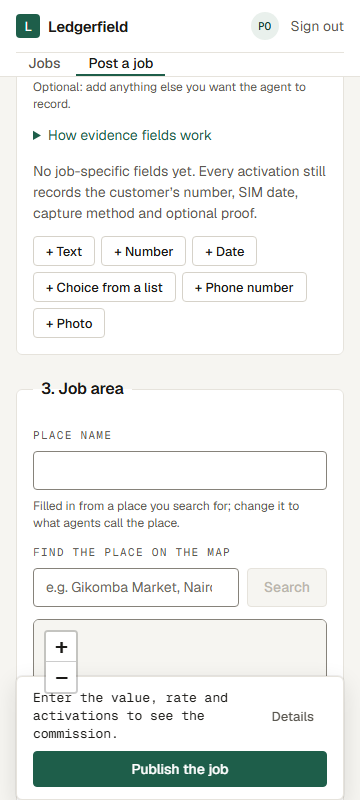 L Ledgerfield PO Sign out
Jobs Post a job
Optional: add anything else you want the agent to
record.
▶ How evidence fields work
No job-specific fields yet. Every activation still
records the customer's number, SIM date,
capture method and optional proof.
+ Text + Number + Date
+ Choice from a list + Phone number
+ Photo
3. Job area
PLACE NAME
Filled in from a place you search for; change it to
what agents call the place.
FIND THE PLACE ON THE MAP
e.g. Gikomba Market, Search
+
−
Enter the value, rate and
activations to see the
commission.
Details
Publish the job